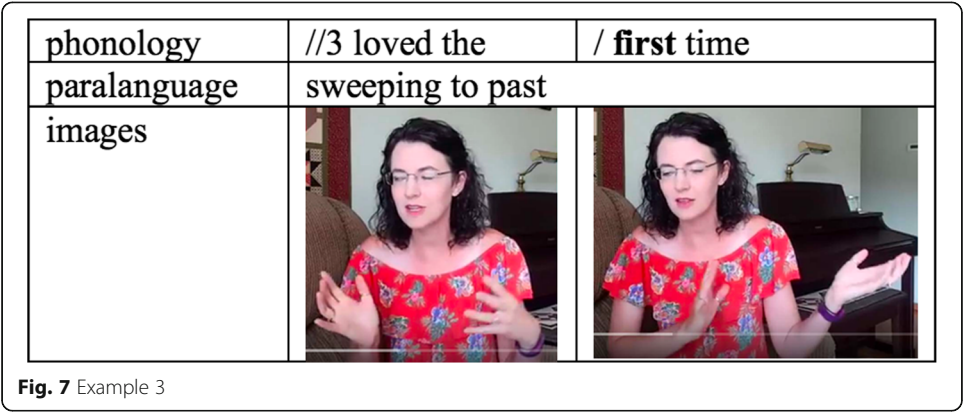 phonology //3 loved the / first time
paralanguage sweeping to past
images
Fig. 7 Example 3